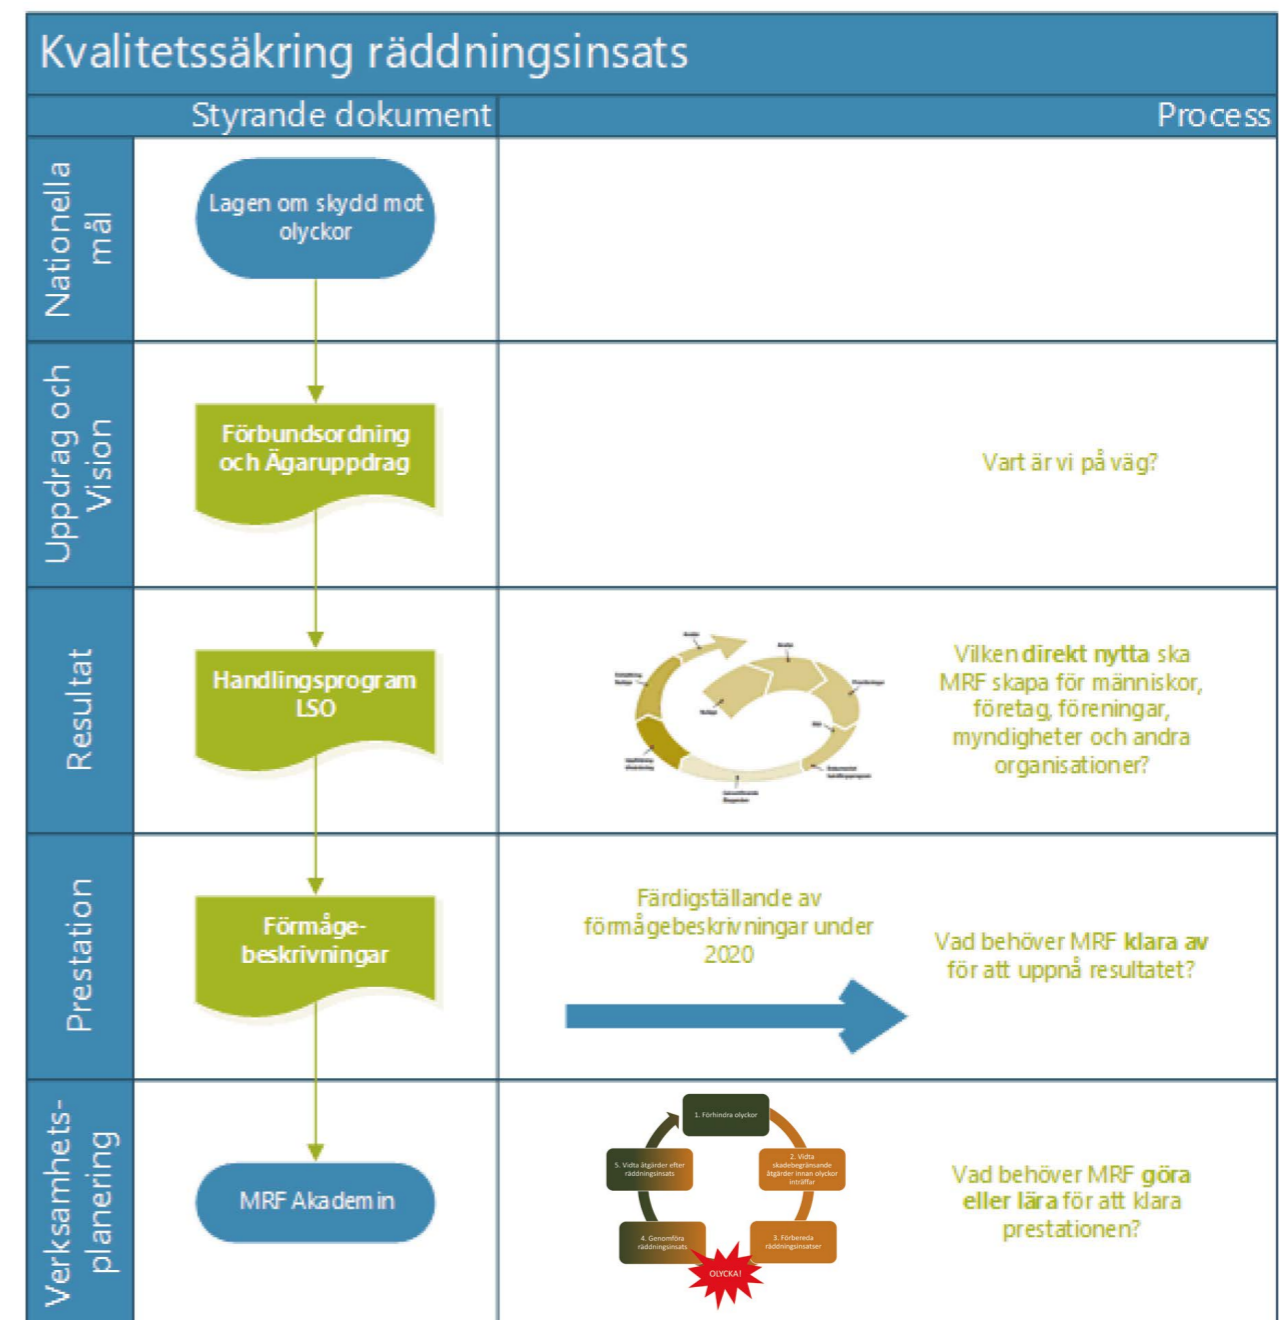 Kvalitetssäkring räddningsinsats
Styrande dokument
Process
Nationella
mål
Lagen om skydd mot
olyckor
Uppdrag och
Vision
Förbundsordning
och Ägaruppdrag
Vart är vi på väg?
Resultat
Handlingsprogram
LSO
Vilken direkt nytta ska
MRF skapa för människor,
företag, föreningar,
myndigheter och andra
organisationer?
Prestation
Förmåge-
beskrivningar
Färdigställande av
förmågebeskrivningar under
2020
Vad behöver MRF klara av
för att uppnå resultatet?
Verksamhets-
planering
MRF Akademin
1. Förhindra olyckor
2. Vidta
skadebegränsande
åtgärder innan olyckor
inträffar
3. Förbereda
räddningsinsatser
OLYCKA!
4. Genomföra
räddningsinsats
5. Vidta åtgärder efter
räddningsinsats
Vad behöver MRF göra
eller lära för att klara
prestationen?